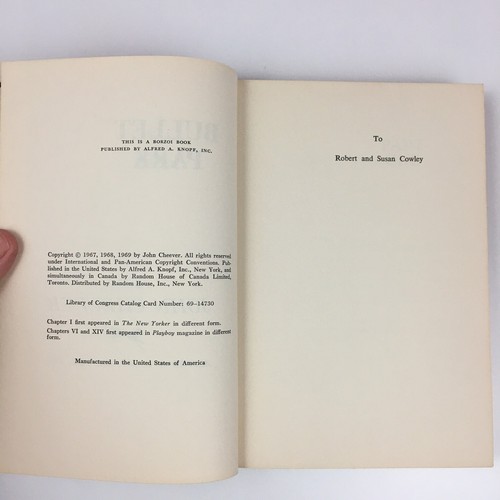 THIS IS A BORZOI BOOK
PUBLISHED BY ALFRED A. KNOPF, INC.
Copyright © 1967, 1968, 1969 by John Cheever. All rights reserved
under International and Pan-American Copyright Conventions. Pub-
lished in the United States by Alfred A. Knopf, Inc., New York, and
simultaneously in Canada by Random House of Canada Limited,
Toronto. Distributed by Random House, Inc., New York.
Library of Congress Catalog Card Number: 69–14730
Chapter I first appeared in The New Yorker in different form.
Chapters VI and XIV first appeared in Playboy magazine in different
form.
Manufactured in the United States of America
To
Robert and Susan Cowley